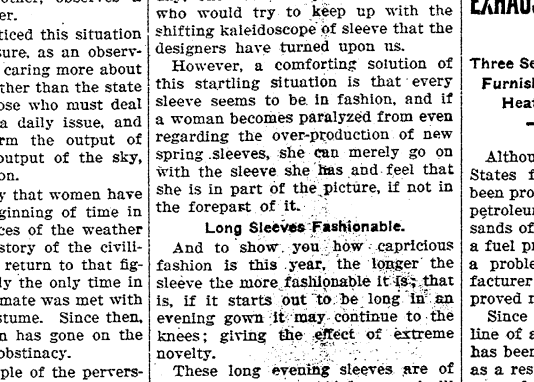 other, observes a
er.
ticed this situation
sure, as an observ-
caring more about
ther than the state
ose who must deal
a daily issue, and
rm the output of
output of the sky,
on.
y that women have
ginning of time in
ces of the weather
story of the civili-
return to that fig-
ly the only time in
mate was met with
stume. Since then,
n has gone on the
obstinacy.
ple of the pervers-
who would try to keep up with the
shifting kaleidoscope of sleeve that the
designers have turned upon us.
However, a comforting solution of
this startling situation is that every
sleeve seems to be in fashion, and if
a woman becomes paralyzed from even
regarding the over-production of new
spring sleeves, she can merely go on
with the sleeve she has and feel that
she is in part of the picture, if not in
the forepart of it.
Long Sleeves Fashionable.
And to show you how capricious
fashion is this year, the longer the
sleeve the more fashionable it is; that
is, if it starts out to be long in an
evening gown it may continue to the
knees; giving the effect of extreme
novelty.
These long evening sleeves are of
EXHAUS
Three Se
Furnish
Hea
Althou
States f
been pro
petroleu
sands of
a fuel pr
a proble
facturer
proved r
Since
line of a
has been
as a res